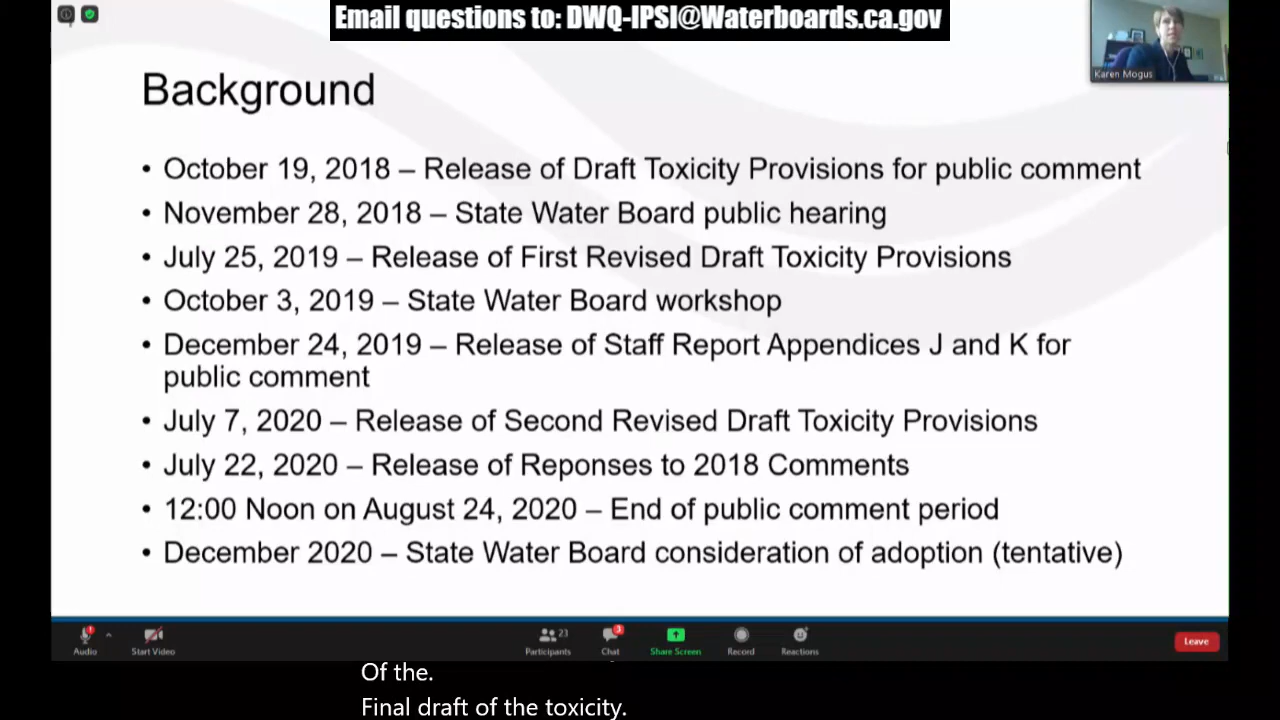 Email questions to: DWQ-IPSI@Waterboards.ca.gov
Karen Mogus
Background
• October 19, 2018 – Release of Draft Toxicity Provisions for public comment
• November 28, 2018 – State Water Board public hearing
• July 25, 2019 – Release of First Revised Draft Toxicity Provisions
• October 3, 2019 – State Water Board workshop
• December 24, 2019 – Release of Staff Report Appendices J and K for
public comment
• July 7, 2020 – Release of Second Revised Draft Toxicity Provisions
• July 22, 2020 – Release of Reponses to 2018 Comments
• 12:00 Noon on August 24, 2020 – End of public comment period
• December 2020 – State Water Board consideration of adoption (tentative)
Audio
Start Video
23
Participants
3
Chat
Share Screen
Record
Reactions
Leave
Of the.
Final draft of the toxicity.